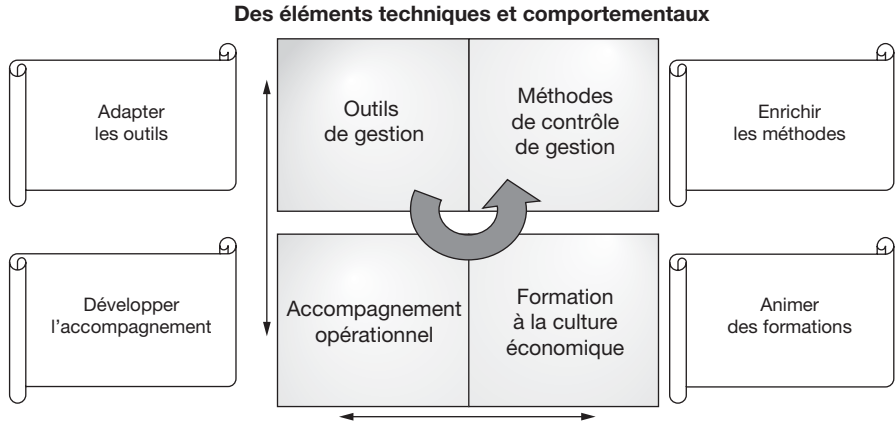 Des éléments techniques et comportementaux
Adapter
les outils
Outils
de gestion
Méthodes
de contrôle
de gestion
Enrichir
les méthodes
Développer
l'accompagnement
Accompagnement
opérationnel
Formation
à la culture
économique
Animer
des formations